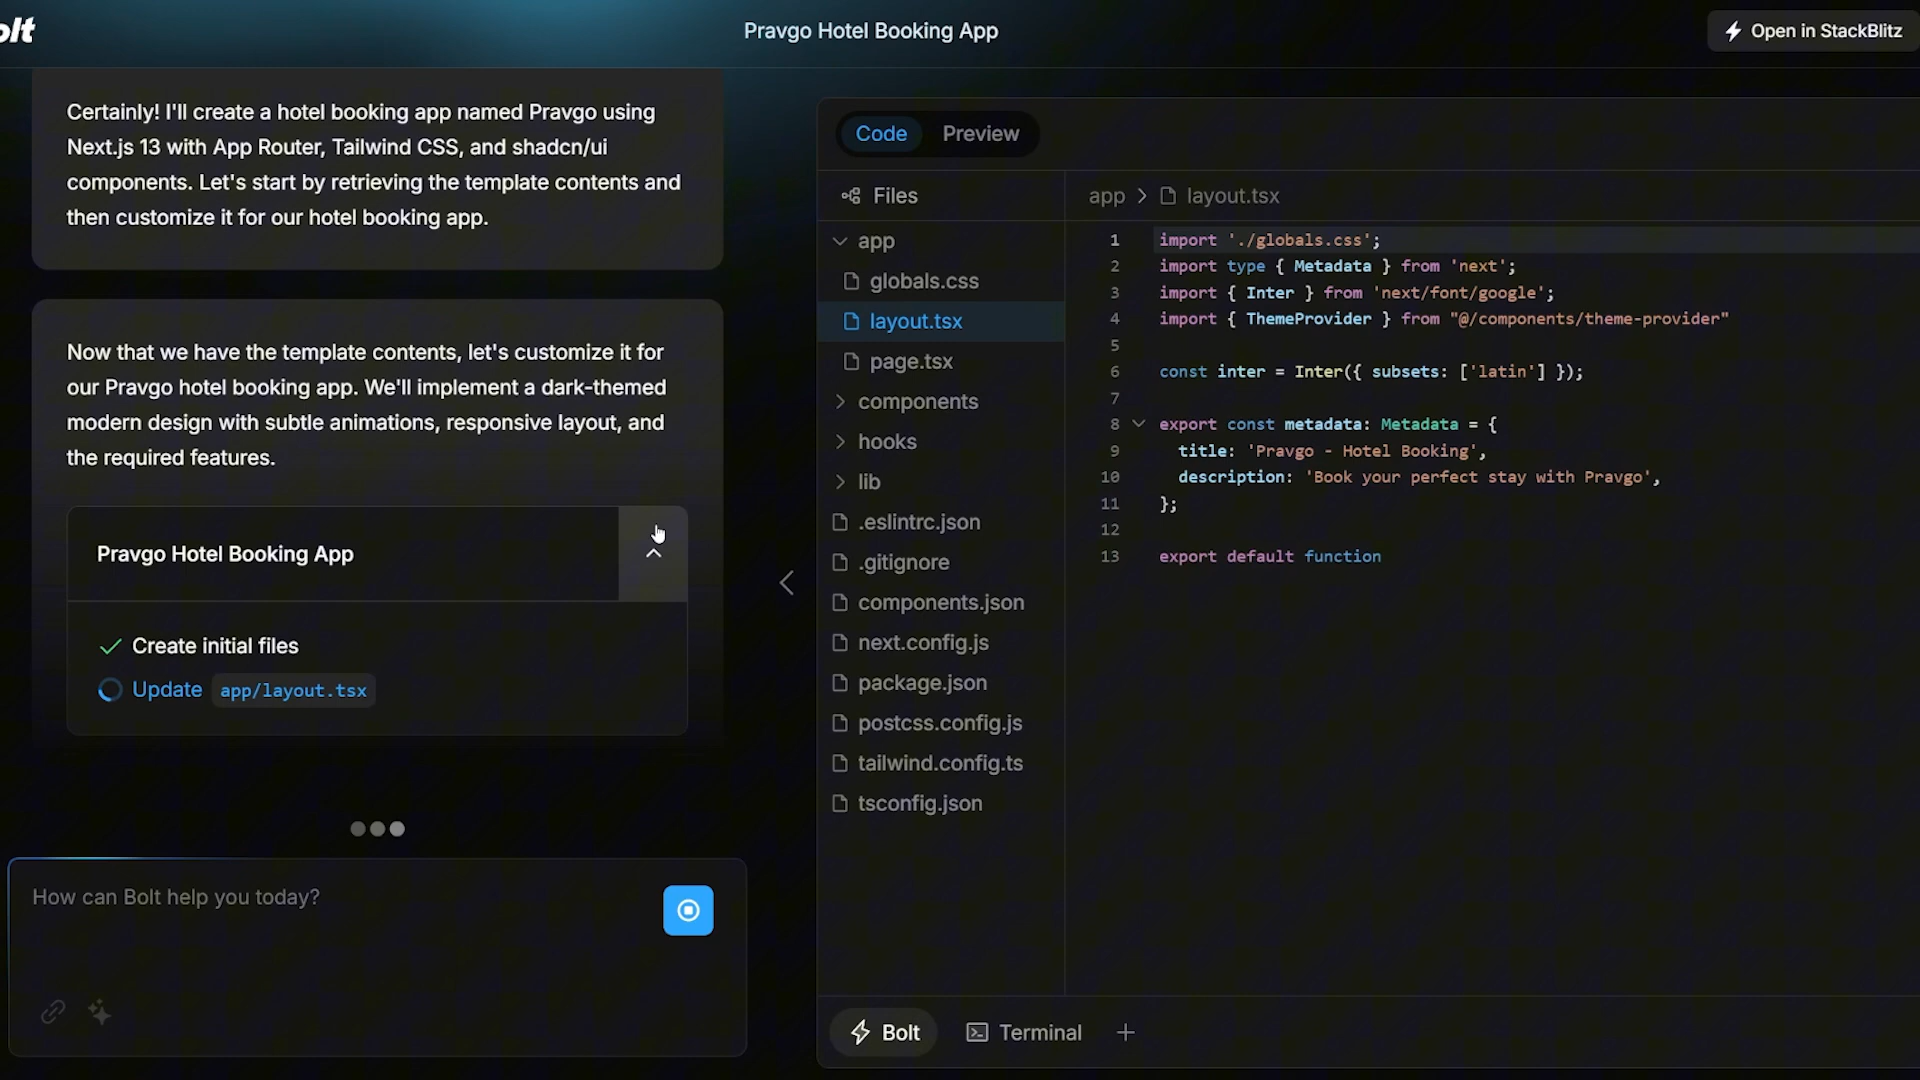 olt
Pravgo Hotel Booking App
Open in StackBlitz
Certainly! I'll create a hotel booking app named Pravgo using
Next.js 13 with App Router, Tailwind CSS, and shadcn/ui
components. Let's start by retrieving the template contents and
then customize it for our hotel booking app.
Now that we have the template contents, let's customize it for
our Pravgo hotel booking app. We'll implement a dark-themed
modern design with subtle animations, responsive layout, and
the required features.
Pravgo Hotel Booking App
Create initial files
Update app/layout.tsx
How can Bolt help you today?
Code Preview
Files
app
globals.css
layout.tsx
page.tsx
components
hooks
lib
.eslintrc.json
.gitignore
components.json
next.config.js
package.json
postcss.config.js
tailwind.config.ts
tsconfig.json
app > layout.tsx
1 import './globals.css';
2 import type { Metadata } from 'next';
3 import { Inter } from 'next/font/google';
4 import { ThemeProvider } from "@/components/theme-provider"
5
6 const inter = Inter({ subsets: ['latin'] });
7
8 export const metadata: Metadata = {
9 title: 'Pravgo - Hotel Booking',
10 description: 'Book your perfect stay with Pravgo',
11 };
12
13 export default function
Bolt Terminal +